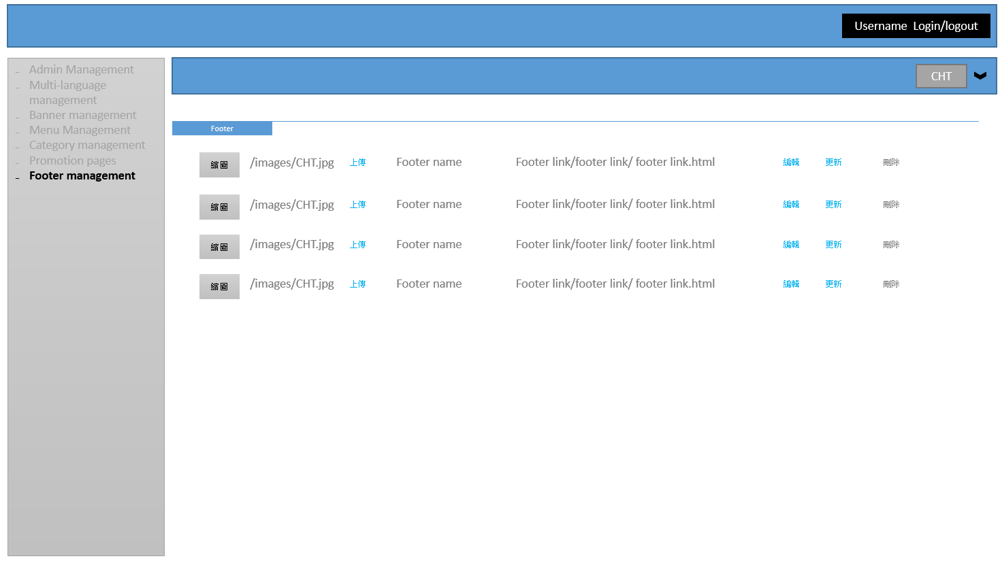 Username Login/logout
CHT
- Admin Management
- Multi-language
management
- Banner management
- Menu Management
- Category management
- Promotion pages
- Footer management
Footer
縮圖 /images/CHT.jpg 上傳 Footer name Footer link/footer link/ footer link.html 編輯 更新 刪除
縮圖 /images/CHT.jpg 上傳 Footer name Footer link/footer link/ footer link.html 編輯 更新 刪除
縮圖 /images/CHT.jpg 上傳 Footer name Footer link/footer link/ footer link.html 編輯 更新 刪除
縮圖 /images/CHT.jpg 上傳 Footer name Footer link/footer link/ footer link.html 編輯 更新 刪除